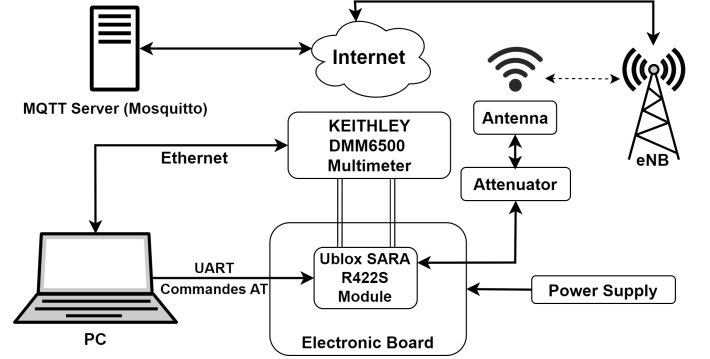 Internet
MQTT Server (Mosquitto)
KEITHLEY
DMM6500
Multimeter
Antenna
eNB
Ethernet
Attenuator
Ublox SARA
R422S
Module
UART
Commandes AT
Power Supply
PC
Electronic Board